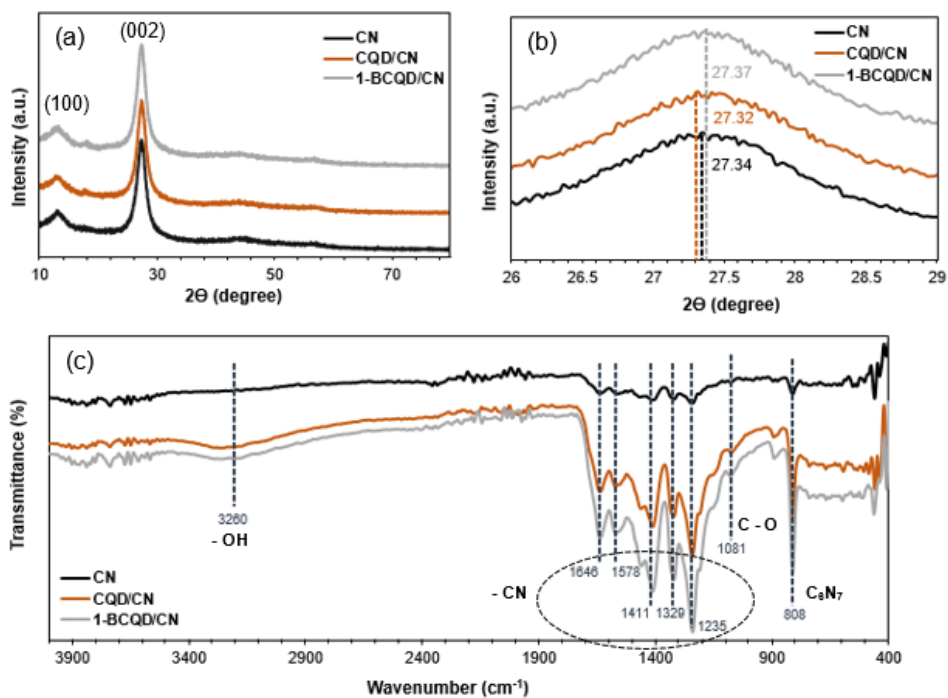 (a)
(002)
(100)
CN
CQD/CN
1-BCQD/CN
Intensity (a.u.)
10 30 50 70
2Θ (degree)
(b)
CN
CQD/CN
1-BCQD/CN
27.37
27.32
27.34
Intensity (a.u.)
26 26.5 27 27.5 28 28.5 29
2Θ (degree)
(c)
Transmittance (%)
3260
- OH
C - O
1646 1578 1081
- CN
1411 1329 1235 808
C₆N₇
CN
CQD/CN
1-BCQD/CN
3900 3400 2900 2400 1900 1400 900 400
Wavenumber (cm⁻¹)